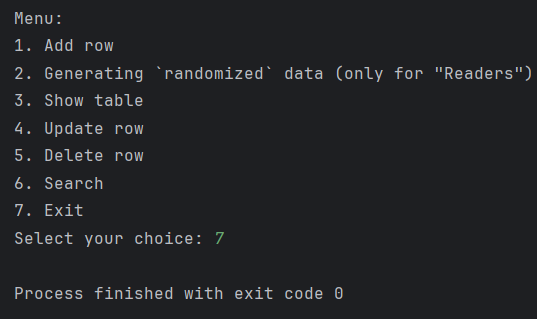 Menu:
1. Add row
2. Generating `randomized` data (only for "Readers")
3. Show table
4. Update row
5. Delete row
6. Search
7. Exit
Select your choice: 7
Process finished with exit code 0